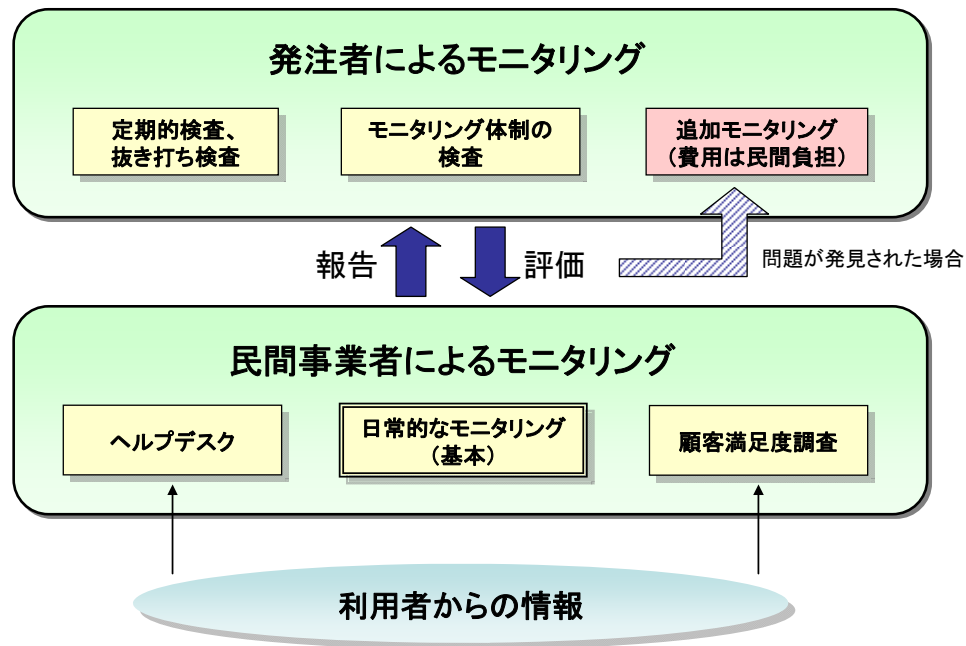 発注者によるモニタリング
定期的検査、
抜き打ち検査
モニタリング体制の
検査
追加モニタリング
（費用は民間負担）
報告
評価
問題が発見された場合
民間事業者によるモニタリング
ヘルプデスク
日常的なモニタリング
（基本）
顧客満足度調査
利用者からの情報